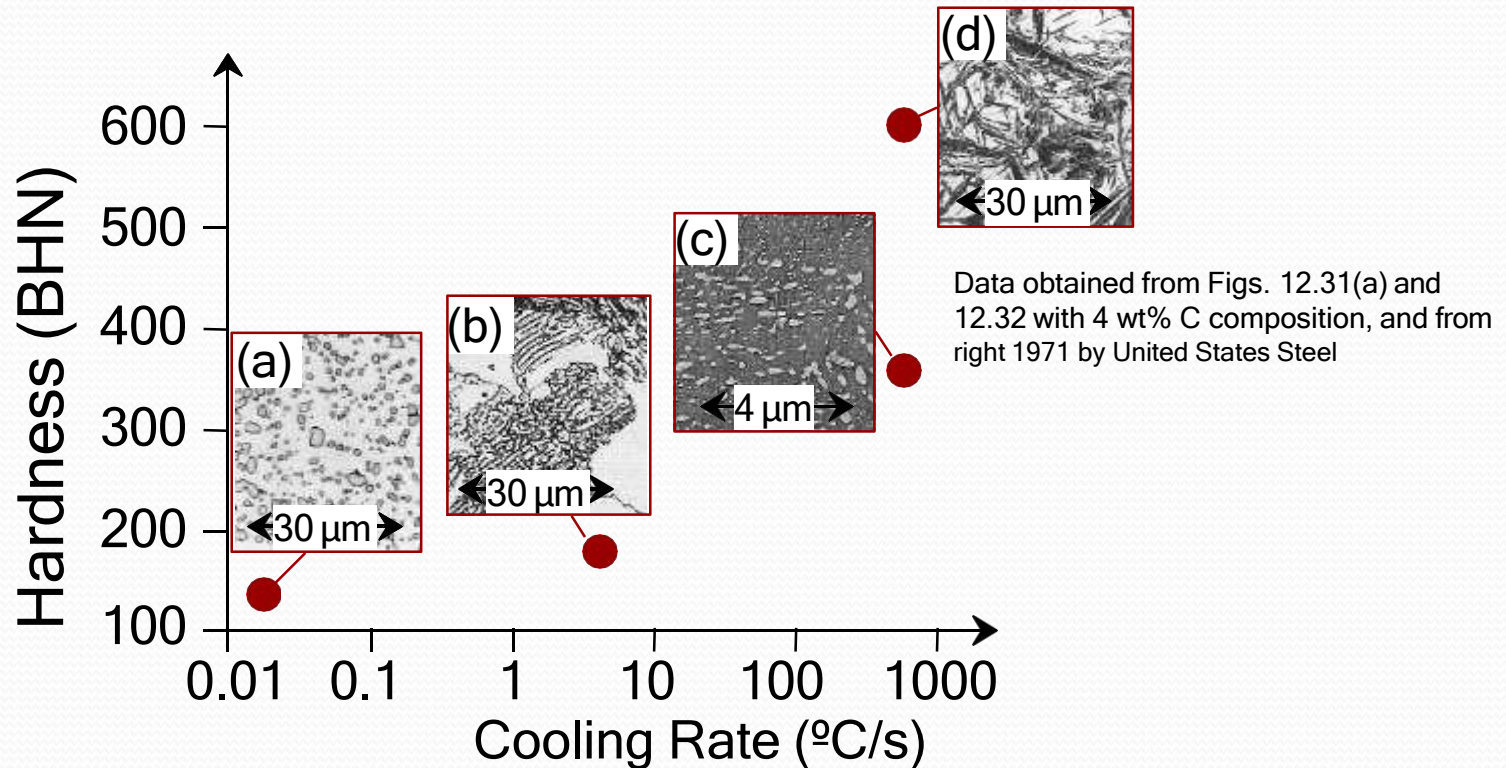 (d)
600
30 µm
500
(c)
Data obtained from Figs. 12.31(a) and
12.32 with 4 wt% C composition, and from
right 1971 by United States Steel
(b)
400
(a)
4 µm
300
30 µm
30 µm
200
100
Hardness (BHN)
0.01 0.1 1 10 100 1000
Cooling Rate (ºC/s)